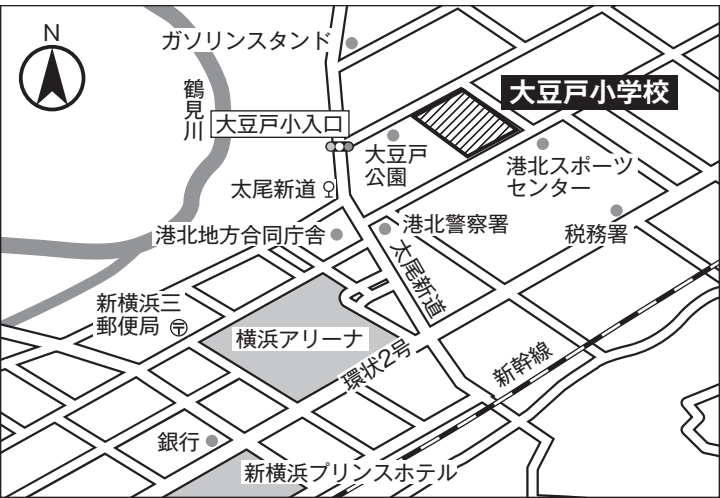 N
ガソリンスタンド
鶴見川
大豆戸小入口
大豆戸小学校
大豆戸
公園
港北スポーツ
センター
太尾新道
港北地方合同庁舎
港北警察署
税務署
太尾新道
新横浜三
郵便局 〒
横浜アリーナ
環状2号
新幹線
銀行
新横浜プリンスホテル